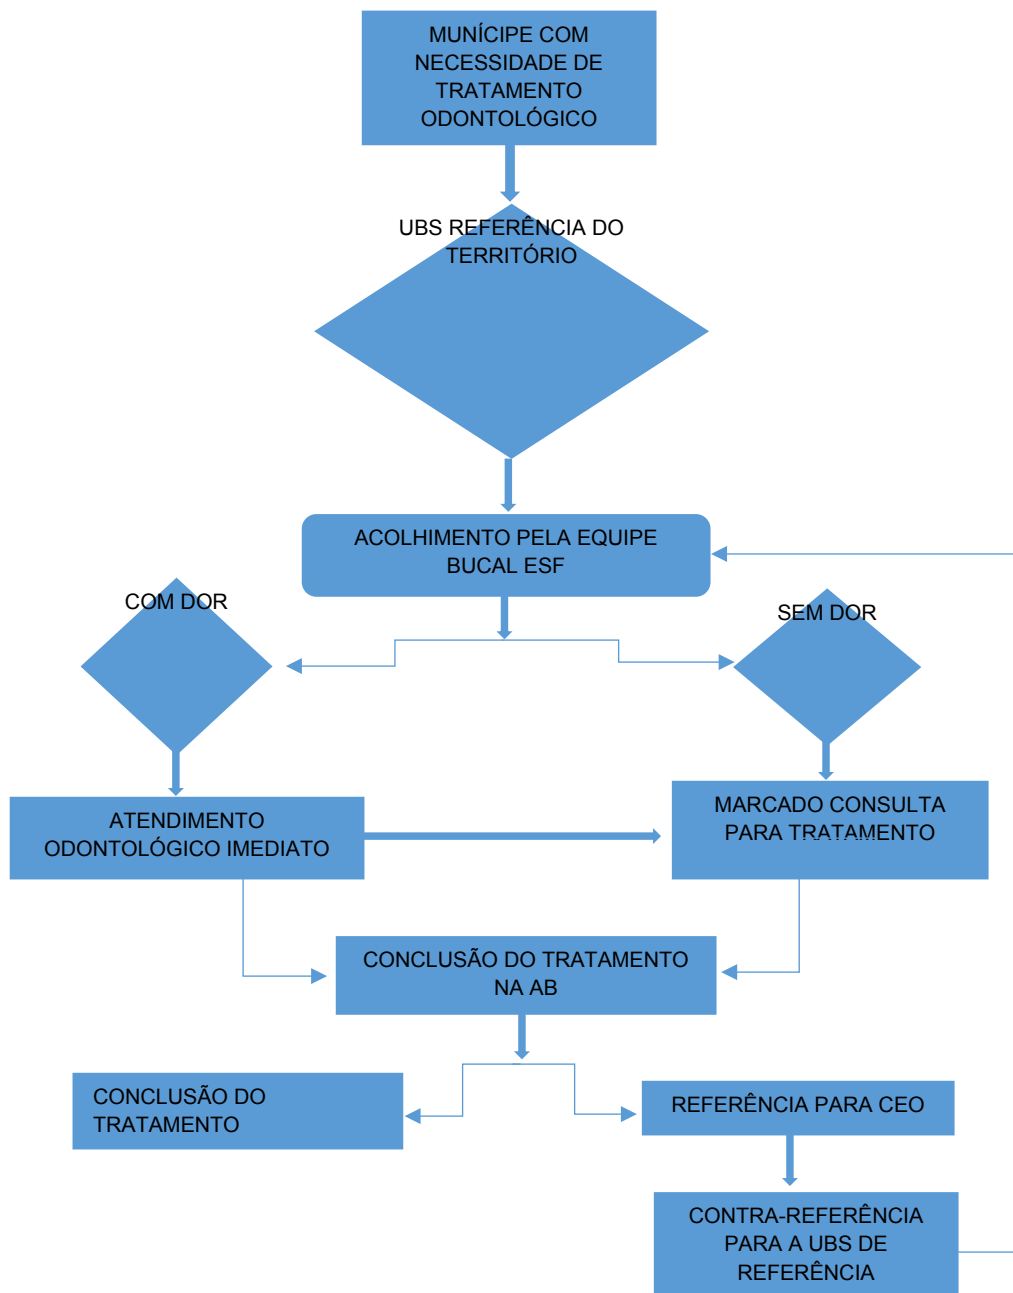 MUNÍCIPE COM
NECESSIDADE DE
TRATAMENTO
ODONTOLÓGICO
UBS REFERÊNCIA DO
TERRITÓRIO
ACOLHIMENTO PELA EQUIPE
BUCAL ESF
COM DOR
SEM DOR
ATENDIMENTO
ODONTOLÓGICO IMEDIATO
MARCADO CONSULTA
PARA TRATAMENTO
CONCLUSÃO DO TRATAMENTO
NA AB
CONCLUSÃO DO
TRATAMENTO
REFERÊNCIA PARA CEO
CONTRA-REFERÊNCIA
PARA A UBS DE
REFERÊNCIA